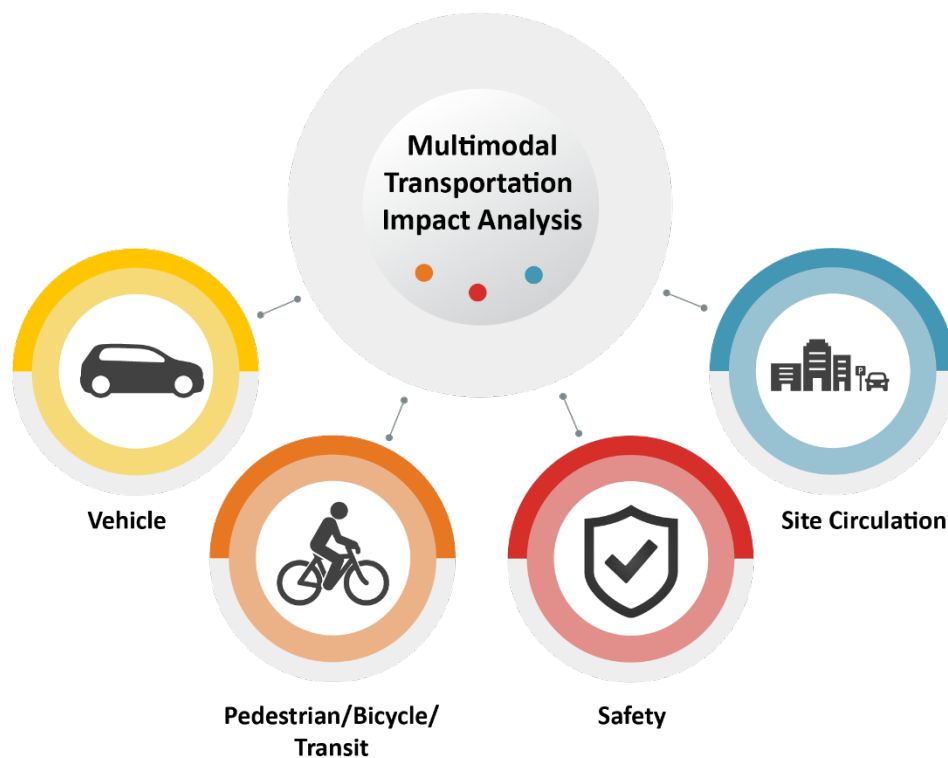 Multimodal
Transportation
Impact Analysis
Vehicle
Site Circulation
P
Pedestrian/Bicycle/
Transit
Safety